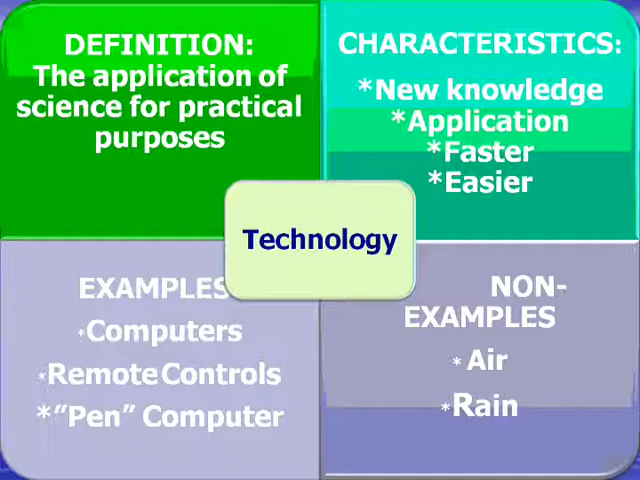 DEFINITION:
The application of
science for practical
purposes
CHARACTERISTICS:
*New knowledge
*Application
*Faster
*Easier
Technology
EXAMPLES
*Computers
*Remote Controls
*”Pen” Computer
NON-
EXAMPLES
* Air
*Rain